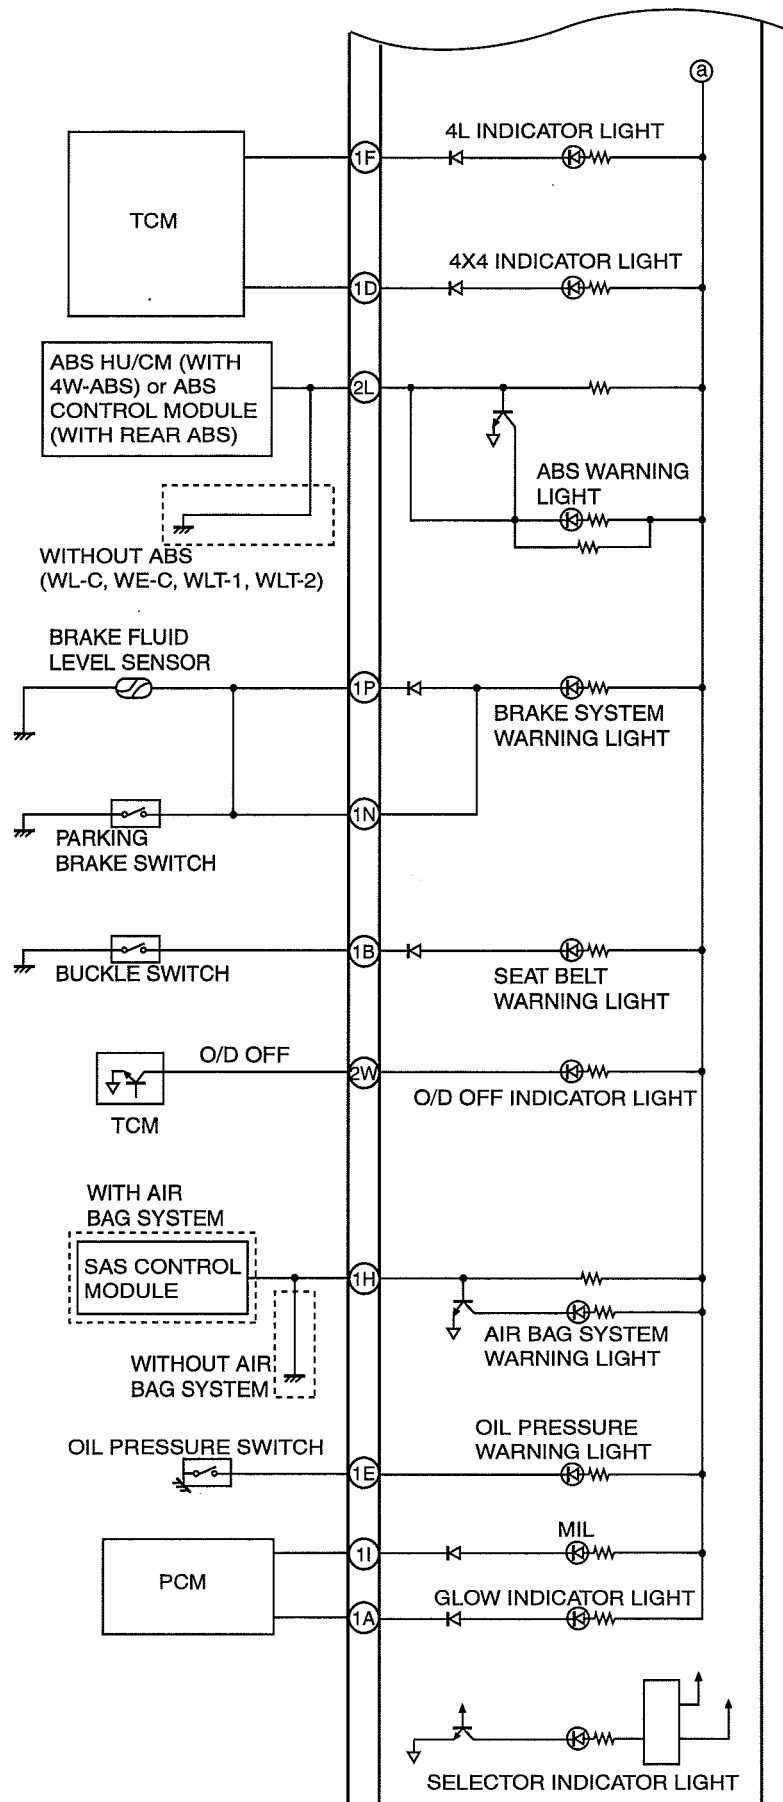 a
4L INDICATOR LIGHT
1F
TCM
4X4 INDICATOR LIGHT
1D
ABS HU/CM (WITH
4W-ABS) or ABS
CONTROL MODULE
(WITH REAR ABS)
2L
ABS WARNING
LIGHT
WITHOUT ABS
(WL-C, WE-C, WLT-1, WLT-2)
BRAKE FLUID
LEVEL SENSOR
1P
BRAKE SYSTEM
WARNING LIGHT
1N
PARKING
BRAKE SWITCH
1B
BUCKLE SWITCH
SEAT BELT
WARNING LIGHT
O/D OFF
2W
TCM
O/D OFF INDICATOR LIGHT
WITH AIR
BAG SYSTEM
SAS CONTROL
MODULE
1H
WITHOUT AIR
BAG SYSTEM
AIR BAG SYSTEM
WARNING LIGHT
OIL PRESSURE SWITCH
OIL PRESSURE
WARNING LIGHT
1E
MIL
1I
PCM
GLOW INDICATOR LIGHT
1A
SELECTOR INDICATOR LIGHT